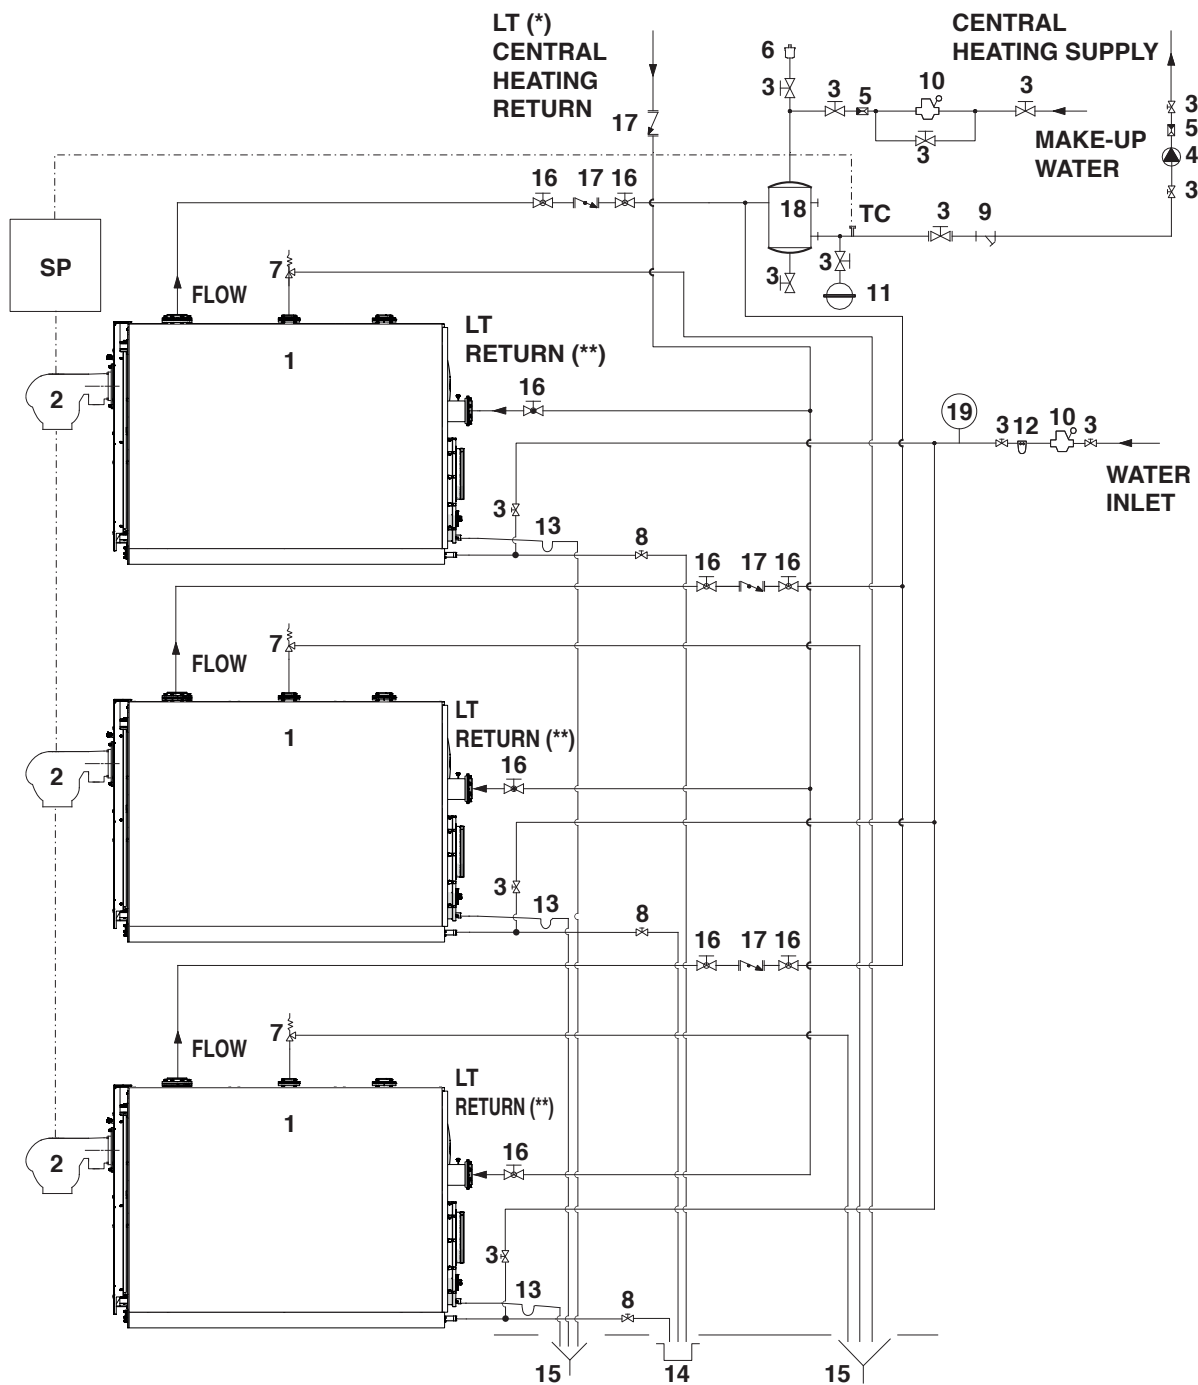 LT (*)
CENTRAL
HEATING
RETURN
CENTRAL
HEATING SUPPLY
6
3
3
5
10
3
3
5
4
3
17
3
MAKE-UP
WATER
16
17
16
18
TC
3
9
SP
7
3
3
11
FLOW
1
LT
RETURN (**)
2
16
19
3
12
10
3
WATER
INLET
3
13
8
16
17
16
7
FLOW
1
LT
RETURN (**)
16
2
3
13
8
16
17
16
7
FLOW
1
LT
RETURN (**)
16
2
3
13
8
15
14
15